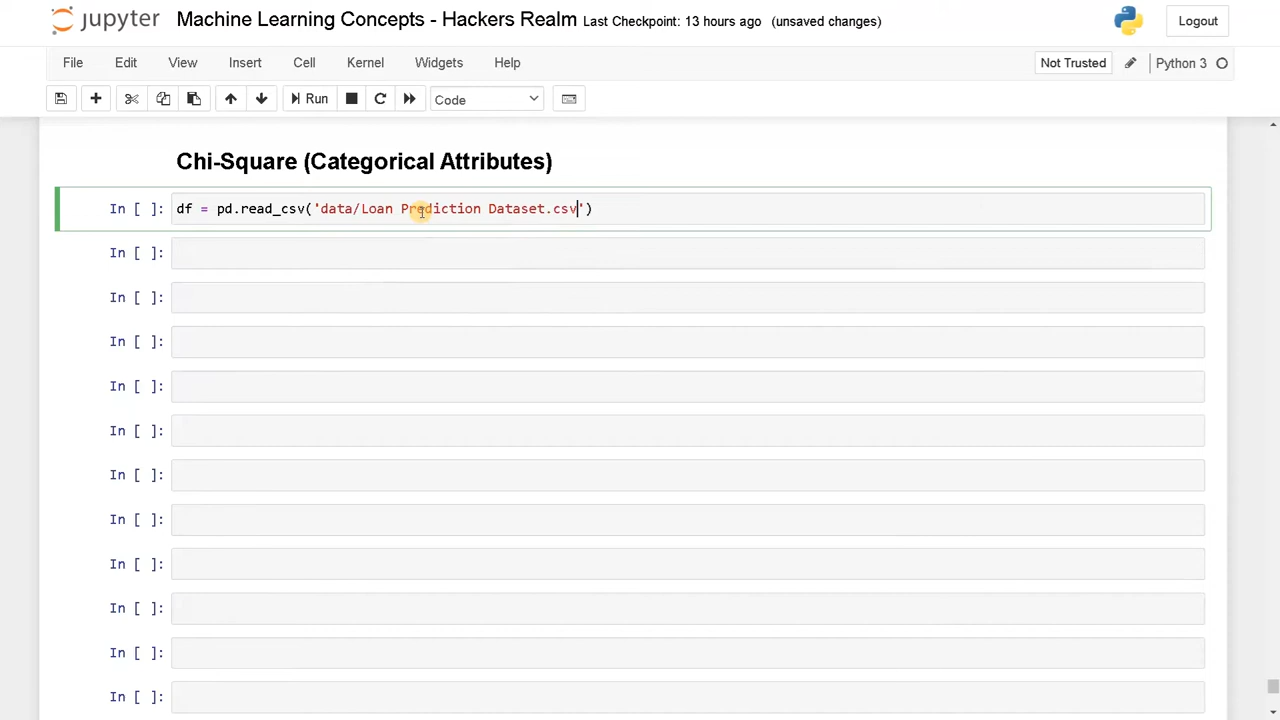 jupyter Machine Learning Concepts - Hackers Realm Last Checkpoint: 13 hours ago (unsaved changes) Logout
File Edit View Insert Cell Kernel Widgets Help Not Trusted Python 3
Run Code
Chi-Square (Categorical Attributes)
In [ ]: df = pd.read_csv('data/Loan Prediction Dataset.csv')
In [ ]:
In [ ]:
In [ ]:
In [ ]:
In [ ]:
In [ ]:
In [ ]:
In [ ]:
In [ ]:
In [ ]:
In [ ]: